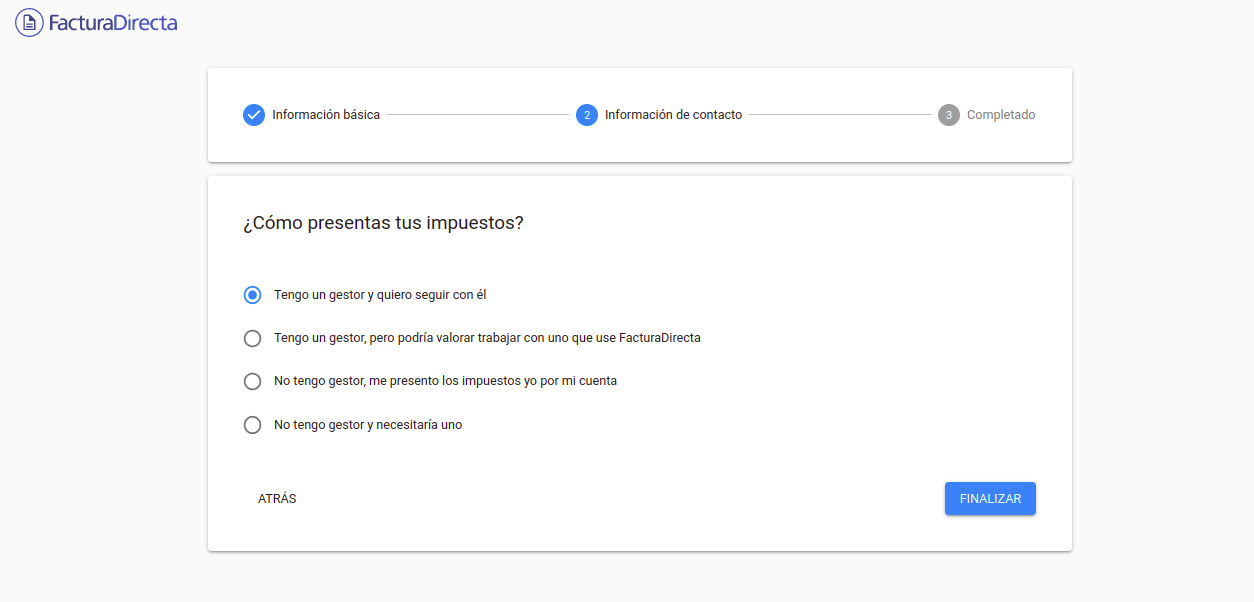 FacturaDirecta
Información básica
2 Información de contacto
3 Completado
¿Cómo presentas tus impuestos?
Tengo un gestor y quiero seguir con él
Tengo un gestor, pero podría valorar trabajar con uno que use FacturaDirecta
No tengo gestor, me presento los impuestos yo por mi cuenta
No tengo gestor y necesitaría uno
ATRÁS
FINALIZAR